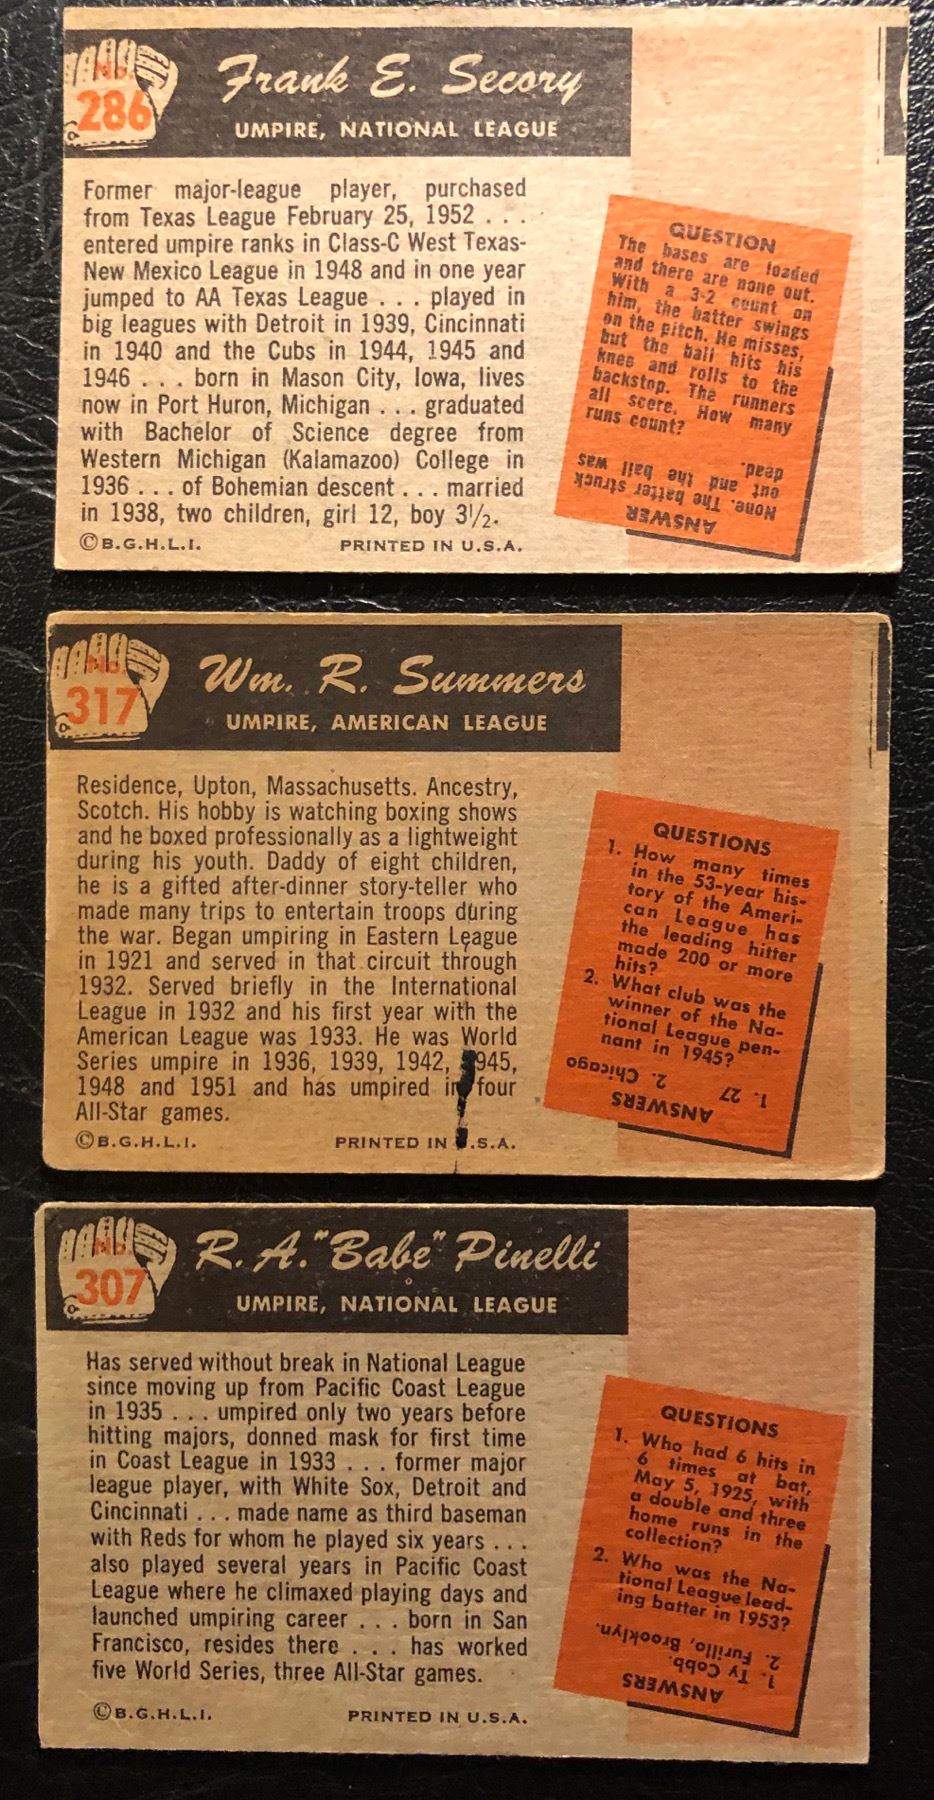 No.
286
Frank E. Secory
UMPIRE, NATIONAL LEAGUE
Former major-league player, purchased
from Texas League February 25, 1952 . . .
entered umpire ranks in Class-C West Texas-
New Mexico League in 1948 and in one year
jumped to AA Texas League . . . played in
big leagues with Detroit in 1939, Cincinnati
in 1940 and the Cubs in 1944, 1945 and
1946 . . . born in Mason City, Iowa, lives
now in Port Huron, Michigan . . . graduated
with Bachelor of Science degree from
Western Michigan (Kalamazoo) College in
1936 . . . of Bohemian descent . . . married
in 1938, two children, girl 12, boy 3½.
©B.G.H.L.I. PRINTED IN U.S.A.
QUESTION
The bases are loaded
and there are none out.
With a 3-2 count on
him, the batter swings
on the pitch. He misses,
but the ball hits his
knee and rolls to the
backstop. The runners
all score. How many
runs count?
ANSWER
None. The batter struck
out and the ball was
dead.
No.
317
Wm. R. Summers
UMPIRE, AMERICAN LEAGUE
Residence, Upton, Massachusetts. Ancestry,
Scotch. His hobby is watching boxing shows
and he boxed professionally as a lightweight
during his youth. Daddy of eight children,
he is a gifted after-dinner story-teller who
made many trips to entertain troops during
the war. Began umpiring in Eastern League
in 1921 and served in that circuit through
1932. Served briefly in the International
League in 1932 and his first year with the
American League was 1933. He was World
Series umpire in 1936, 1939, 1942, 1945,
1948 and 1951 and has umpired in four
All-Star games.
©B.G.H.L.I. PRINTED IN U.S.A.
QUESTIONS
1. How many times
in the 53-year his-
tory of the Ameri-
can League has
the leading hitter
made 200 or more
hits?
2. What club was the
winner of the Na-
tional League pen-
nant in 1945?
ANSWERS
1. 27 2. Chicago
No.
307
R. A. "Babe" Pinelli
UMPIRE, NATIONAL LEAGUE
Has served without break in National League
since moving up from Pacific Coast League
in 1935 . . . umpired only two years before
hitting majors, donned mask for first time
in Coast League in 1933 . . . former major
league player, with White Sox, Detroit and
Cincinnati . . . made name as third baseman
with Reds for whom he played six years . . .
also played several years in Pacific Coast
League where he climaxed playing days and
launched umpiring career . . . born in San
Francisco, resides there . . . has worked
five World Series, three All-Star games.
©B.G.H.L.I. PRINTED IN U.S.A.
QUESTIONS
1. Who had 6 hits in
6 times at bat,
May 5, 1925, with
a double and three
home runs in the
collection?
2. Who was the Na-
tional League lead-
ing batter in 1953?
ANSWERS
1. Ty Cobb.
2. Furillo, Brooklyn.